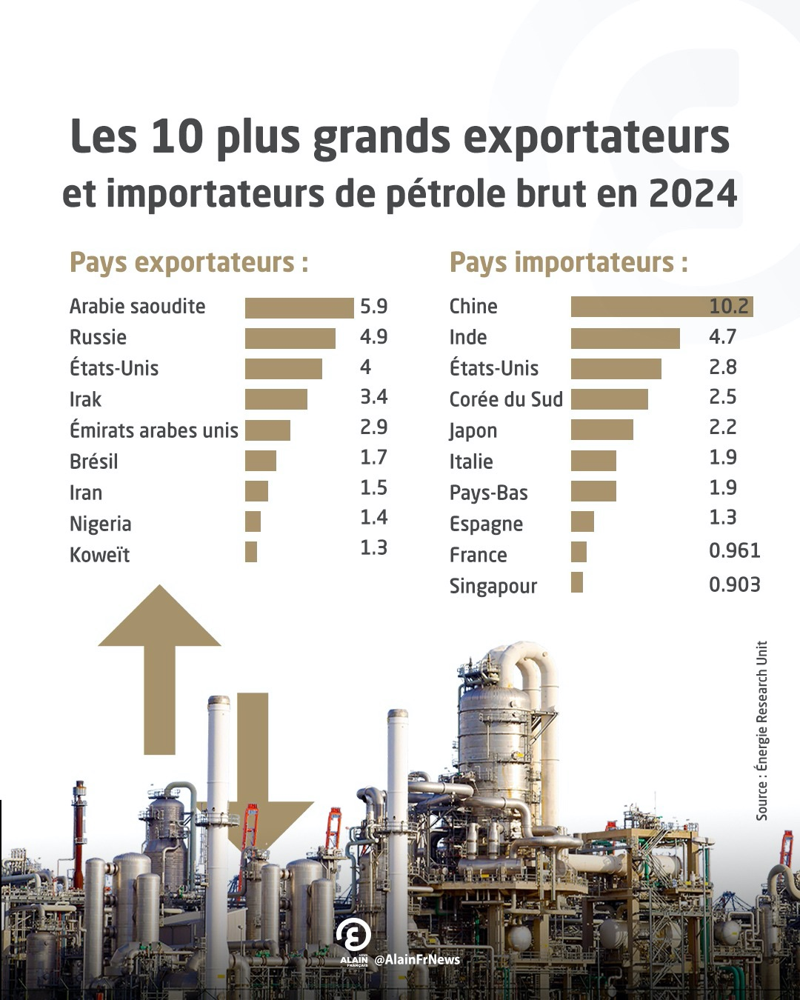 Les 10 plus grands exportateurs
et importateurs de pétrole brut en 2024
Pays exportateurs :
Arabie saoudite 5.9
Russie 4.9
États-Unis 4
Irak 3.4
Émirats arabes unis 2.9
Brésil 1.7
Iran 1.5
Nigeria 1.4
Koweït 1.3
Pays importateurs :
Chine 10.2
Inde 4.7
États-Unis 2.8
Corée du Sud 2.5
Japon 2.2
Italie 1.9
Pays-Bas 1.9
Espagne 1.3
France 0.961
Singapour 0.903
Source : Énergie Research Unit
ALAIN
FRANÇAIS
@AlainFrNews